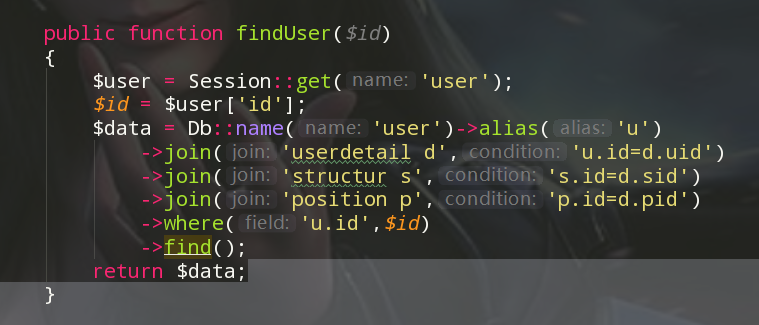 public function findUser($id)
{
$user = Session::get( name: 'user');
$id = $user['id'];
$data = Db::name( name: 'user')->alias( alias: 'u')
->join( join: 'userdetail d', condition: 'u.id=d.uid')
->join( join: 'structur s', condition: 's.id=d.sid')
->join( join: 'position p', condition: 'p.id=d.pid')
->where( field: 'u.id',$id)
->find();
return $data;
}